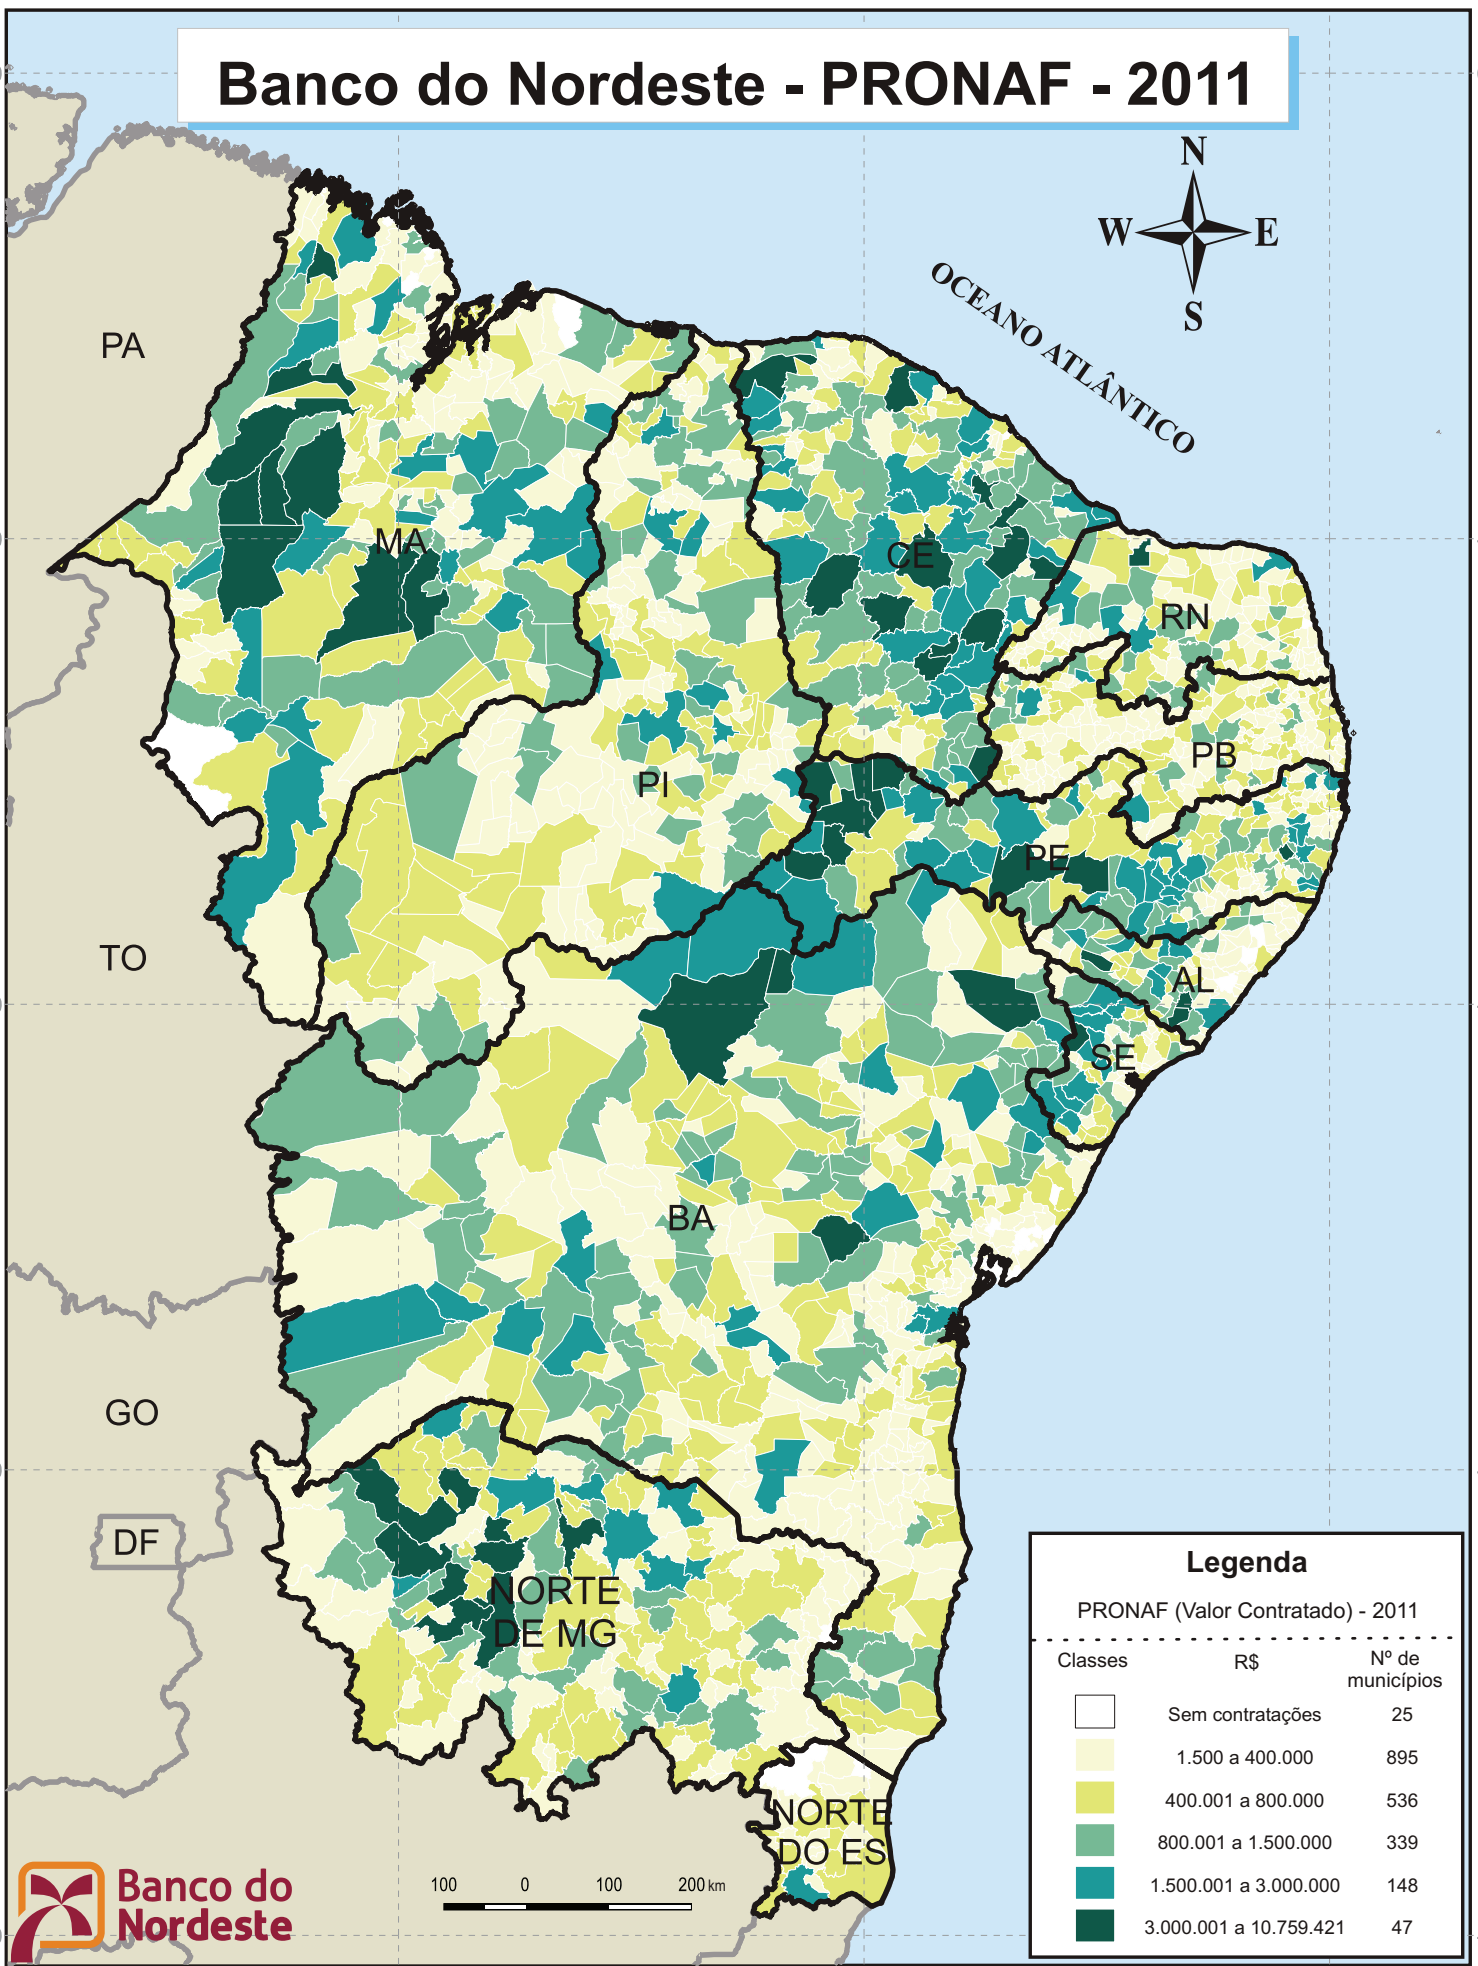 Banco do Nordeste - PRONAF - 2011
N
W
E
S
OCEANO ATLÂNTICO
PA
MA
CE
RN
PB
PI
PE
TO
AL
SE
BA
GO
DF
NORTE
DE MG
NORTE
DO ES
Legenda
PRONAF (Valor Contratado) - 2011
Classes R$ Nº de
municípios
Sem contratações 25
1.500 a 400.000 895
400.001 a 800.000 536
800.001 a 1.500.000 339
1.500.001 a 3.000.000 148
3.000.001 a 10.759.421 47
100 0 100 200 km
Banco do
Nordeste